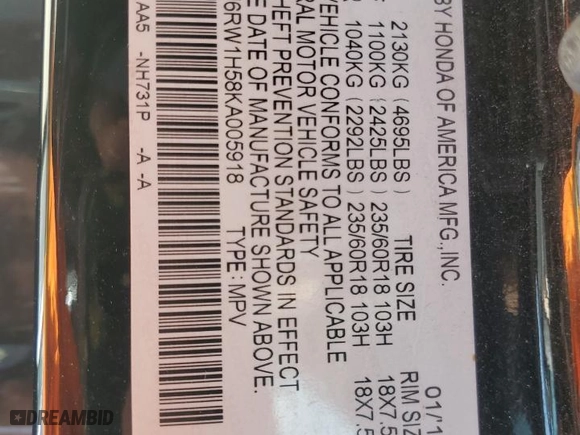 BY HONDA OF AMERICA MFG.,INC. 01/1
TIRE SIZE RIM SIZ
2130KG (4695LBS)
1100KG (2425LBS) 235/60R18 103H 18X7.5
1040KG (2292LBS) 235/60R18 103H 18X7.5
VEHICLE CONFORMS TO ALL APPLICABLE
RAL MOTOR VEHICLE SAFETY
HEFT PREVENTION STANDARDS IN EFFECT
E DATE OF MANUFACTURE SHOWN ABOVE.
6RW1H58KA005918 TYPE: MPV
AA5 -NH731P -A -A
DREAMBID